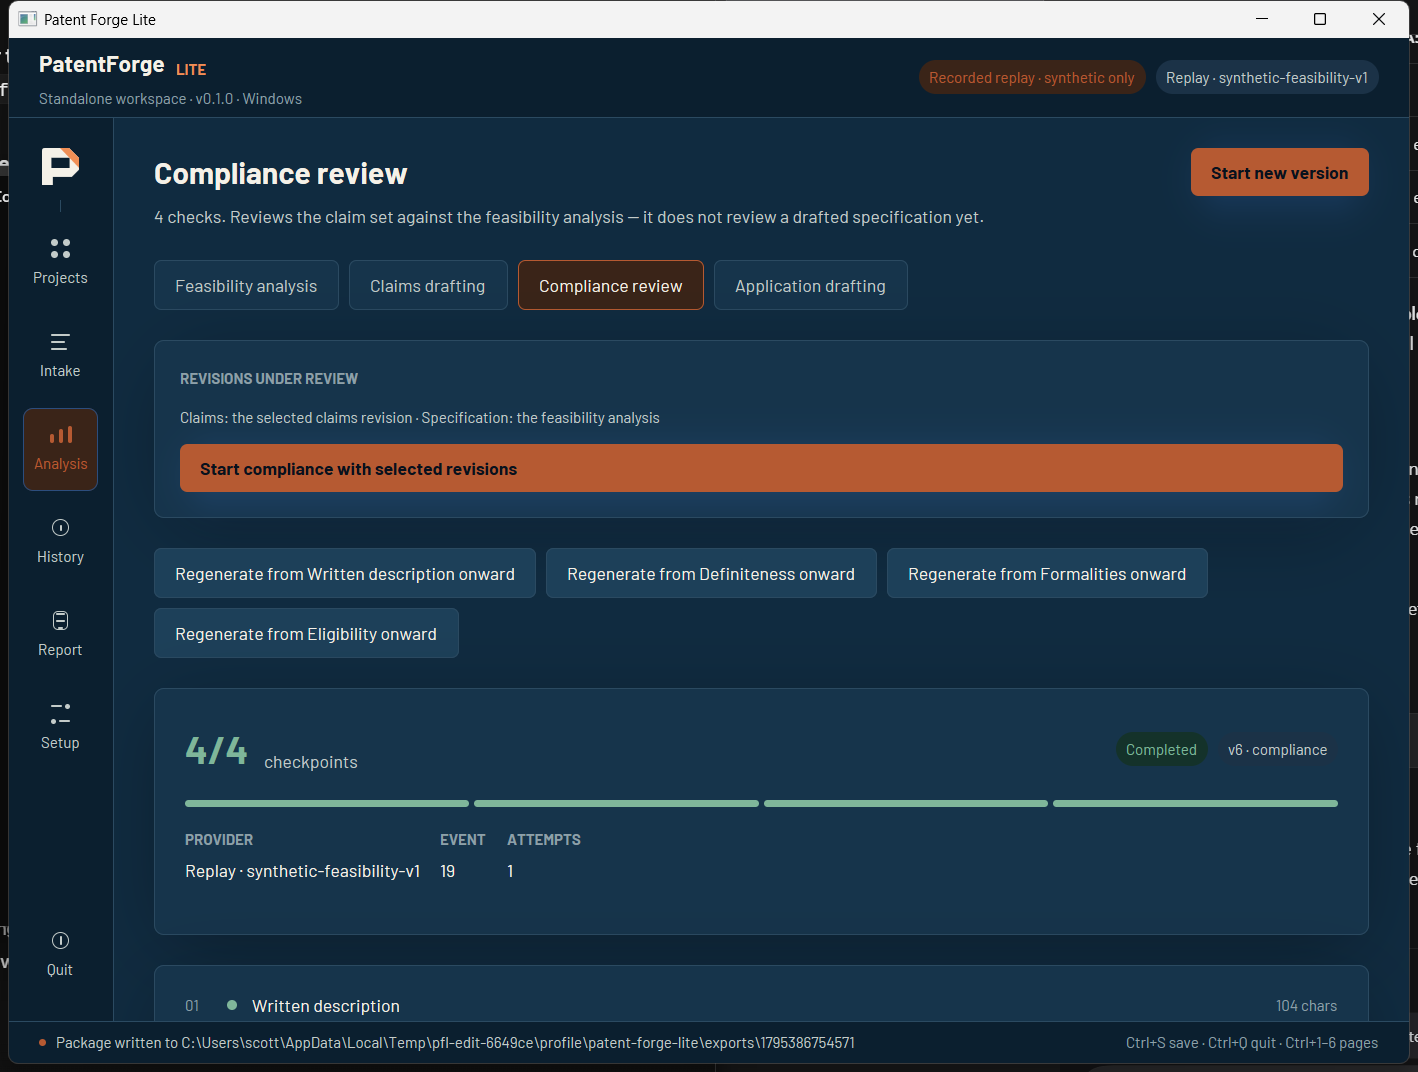 Patent Forge Lite
PatentForge LITE
Standalone workspace · v0.1.0 · Windows
Recorded replay · synthetic only
Replay · synthetic-feasibility-v1
Projects
Intake
Analysis
History
Report
Setup
Quit
Compliance review
Start new version
4 checks. Reviews the claim set against the feasibility analysis — it does not review a drafted specification yet.
Feasibility analysis
Claims drafting
Compliance review
Application drafting
REVISIONS UNDER REVIEW
Claims: the selected claims revision · Specification: the feasibility analysis
Start compliance with selected revisions
Regenerate from Written description onward
Regenerate from Definiteness onward
Regenerate from Formalities onward
Regenerate from Eligibility onward
4/4 checkpoints
Completed
v6 · compliance
PROVIDER EVENT ATTEMPTS
Replay · synthetic-feasibility-v1 19 1
01 Written description 104 chars
Package written to C:\Users\scott\AppData\Local\Temp\pfl-edit-6649ce\profile\patent-forge-lite\exports\1795386754571
Ctrl+S save · Ctrl+Q quit · Ctrl+1–6 pages